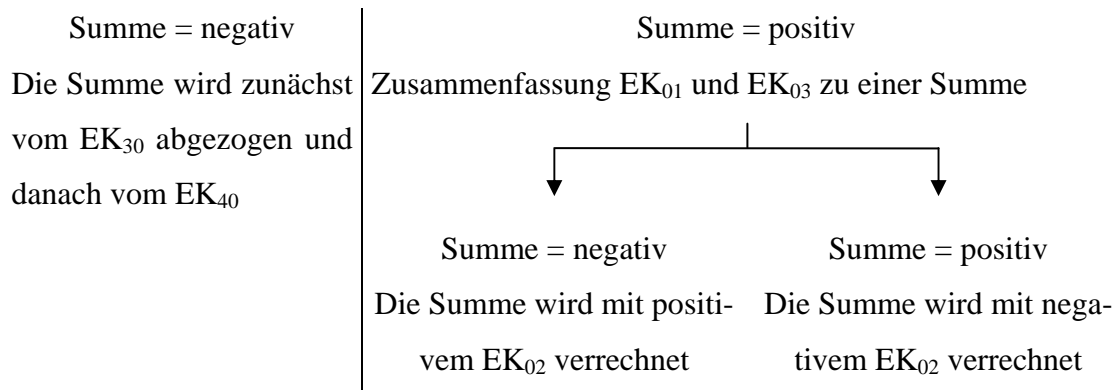 Summe = negativ
Die Summe wird zunächst
vom EK₃₀ abgezogen und
danach vom EK₄₀
Summe = positiv
Zusammenfassung EK₀₁ und EK₀₃ zu einer Summe
Summe = negativ
Die Summe wird mit positi-
vem EK₀₂ verrechnet
Summe = positiv
Die Summe wird mit nega-
tivem EK₀₂ verrechnet